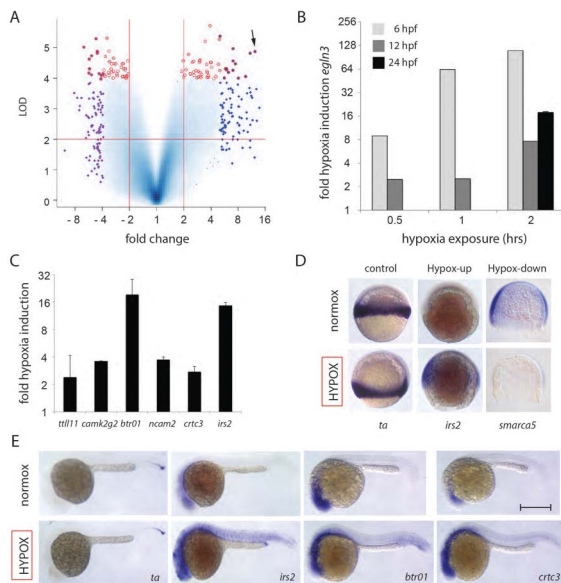 A
LOD
5
4
3
2
1
0
- 8
- 4
- 2
1
2
4
8
16
fold change
B
fold hypoxia induction egln3
256
128
64
32
16
8
4
2
1
6 hpf
12 hpf
24 hpf
0.5
1
2
hypoxia exposure (hrs)
C
fold hypoxia induction
32
16
8
4
2
1
ttll11 camk2g2 btr01 ncam2 crtc3 irs2
D
control Hypox-up Hypox-down
normox
HYPOX
ta irs2 smarca5
E
normox
HYPOX
ta irs2 btr01 crtc3